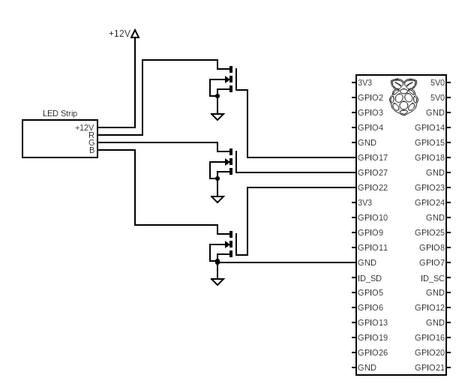 +12V
LED Strip
+12V
R
G
B
3V3 5V0
GPIO2 5V0
GPIO3 GND
GPIO4 GPIO14
GND GPIO15
GPIO17 GPIO18
GPIO27 GND
GPIO22 GPIO23
3V3 GPIO24
GPIO10 GND
GPIO9 GPIO25
GPIO11 GPIO8
GND GPIO7
ID_SD ID_SC
GPIO5 GND
GPIO6 GPIO12
GPIO13 GND
GPIO19 GPIO16
GPIO26 GPIO20
GND GPIO21